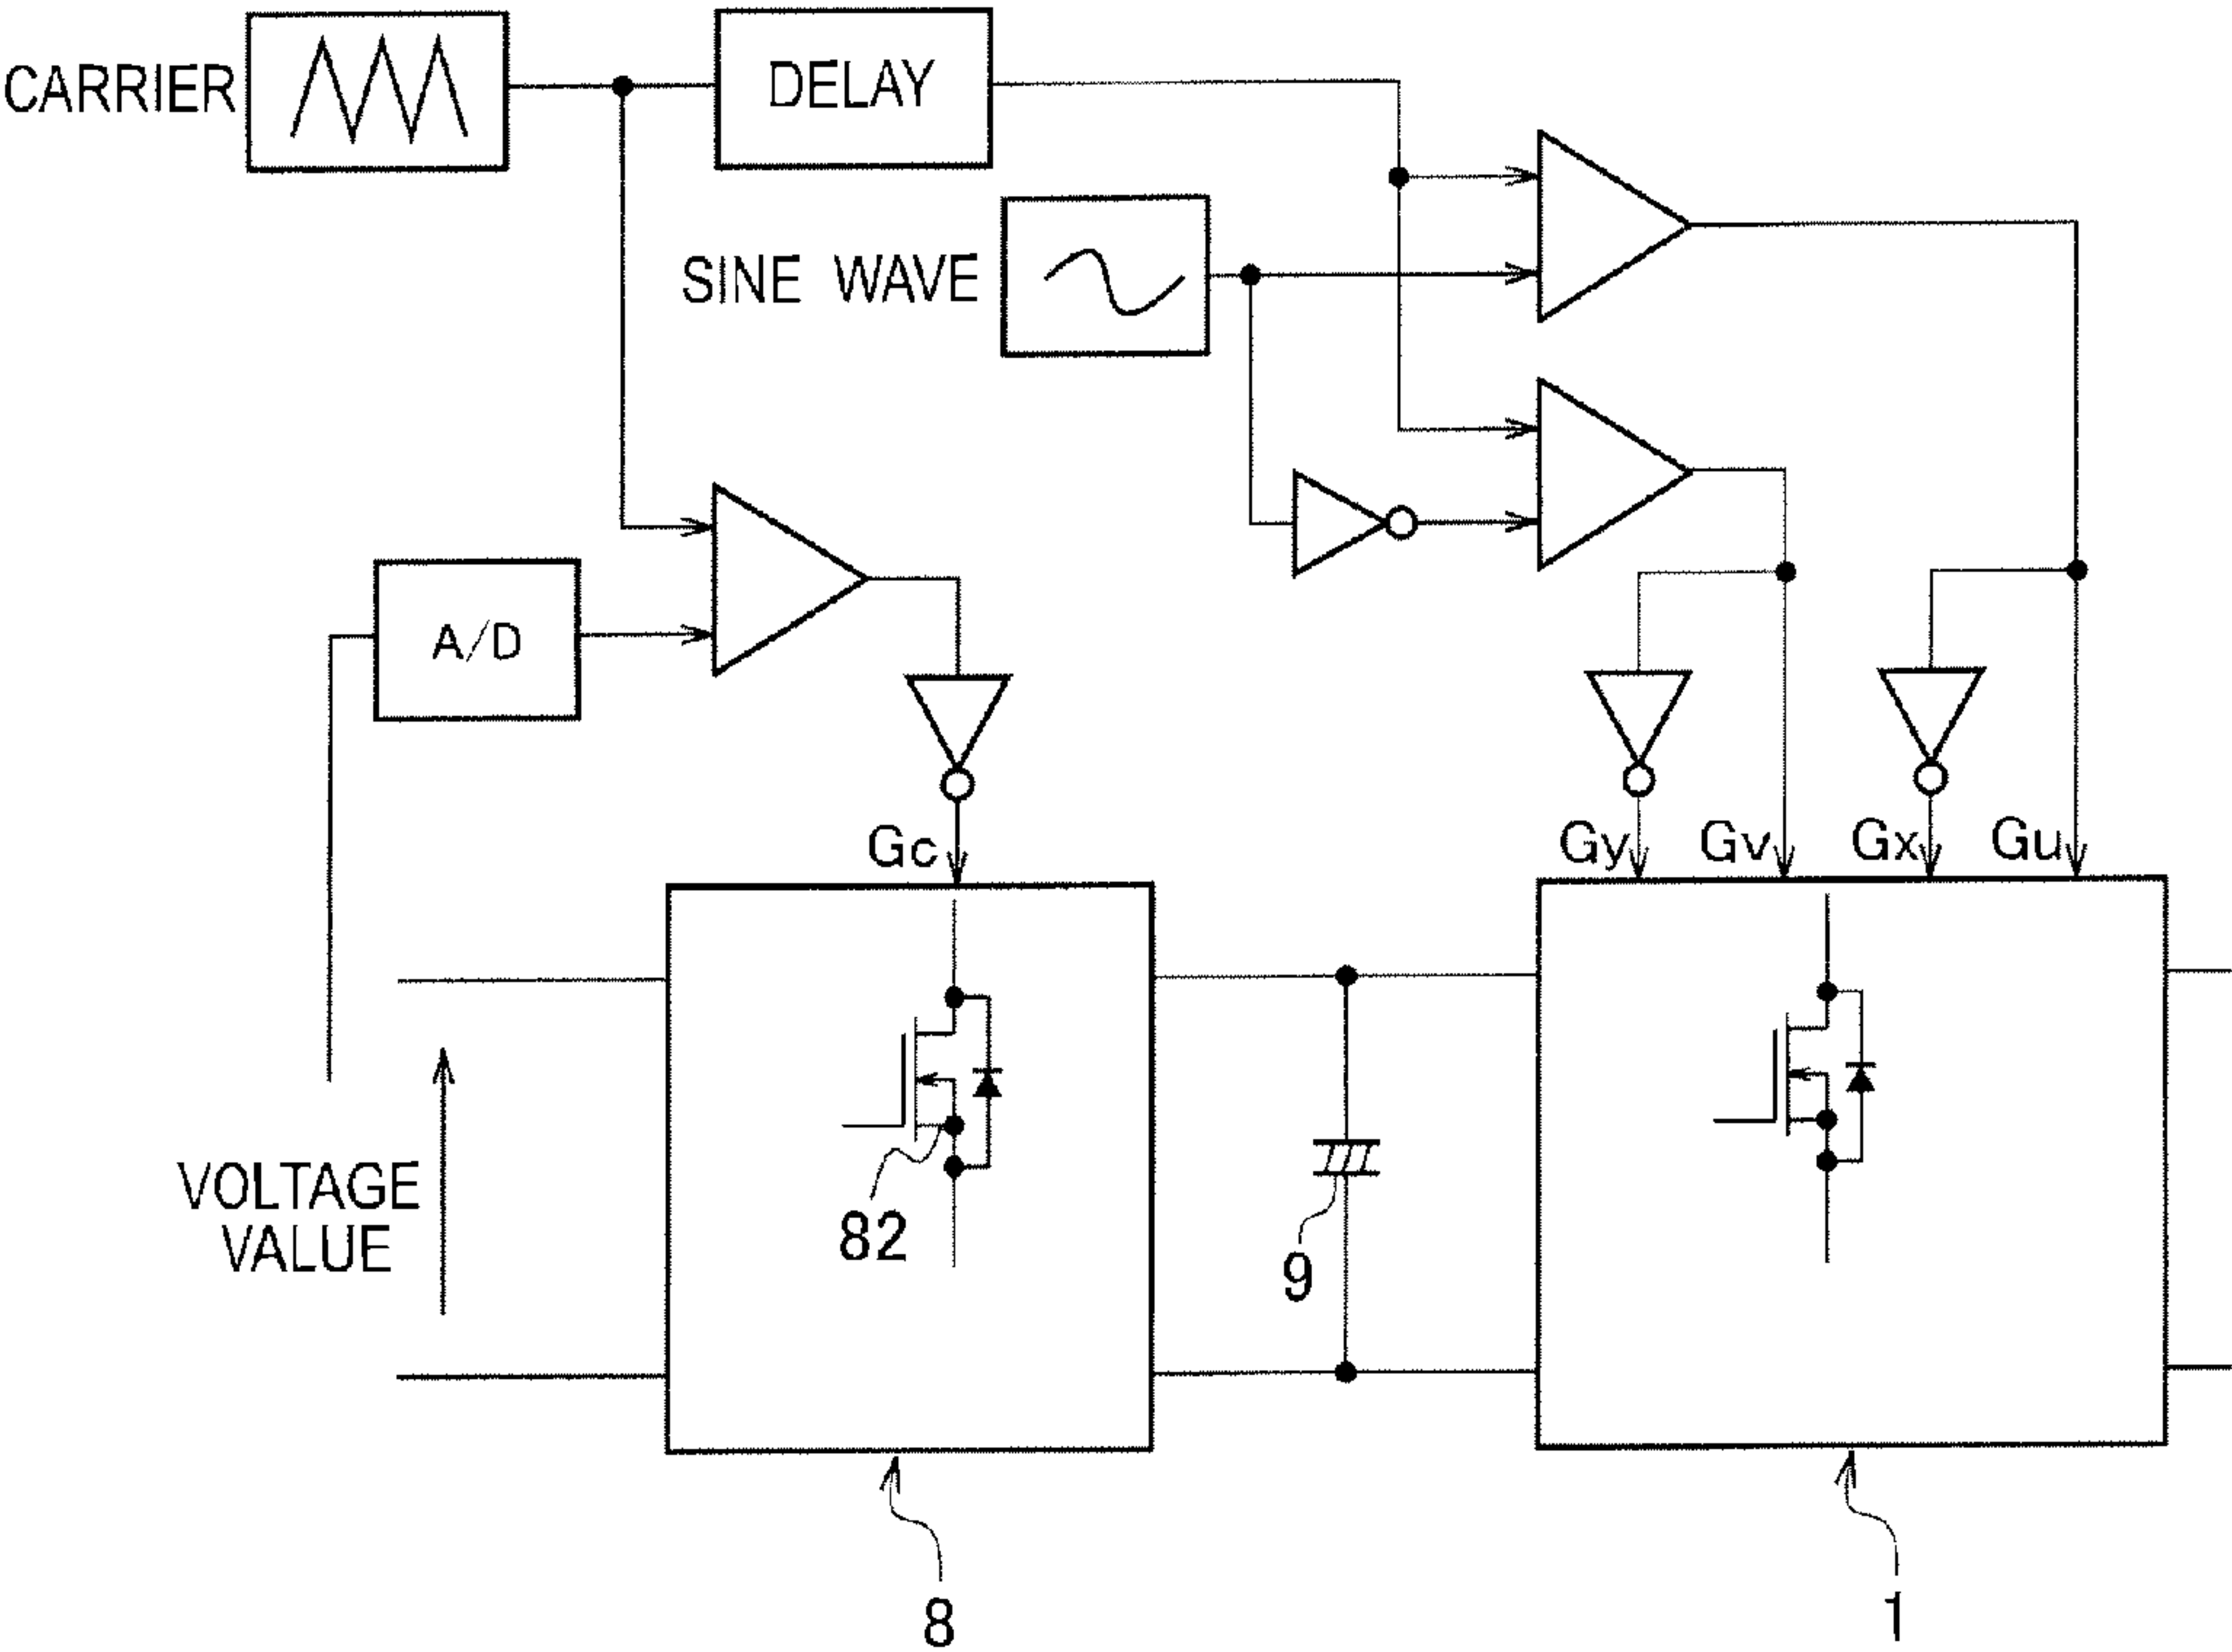 CARRIER
DELAY
SINE WAVE
A/D
Gc
Gy
Gv
Gx
Gu
VOLTAGE
VALUE
82
9
8
1